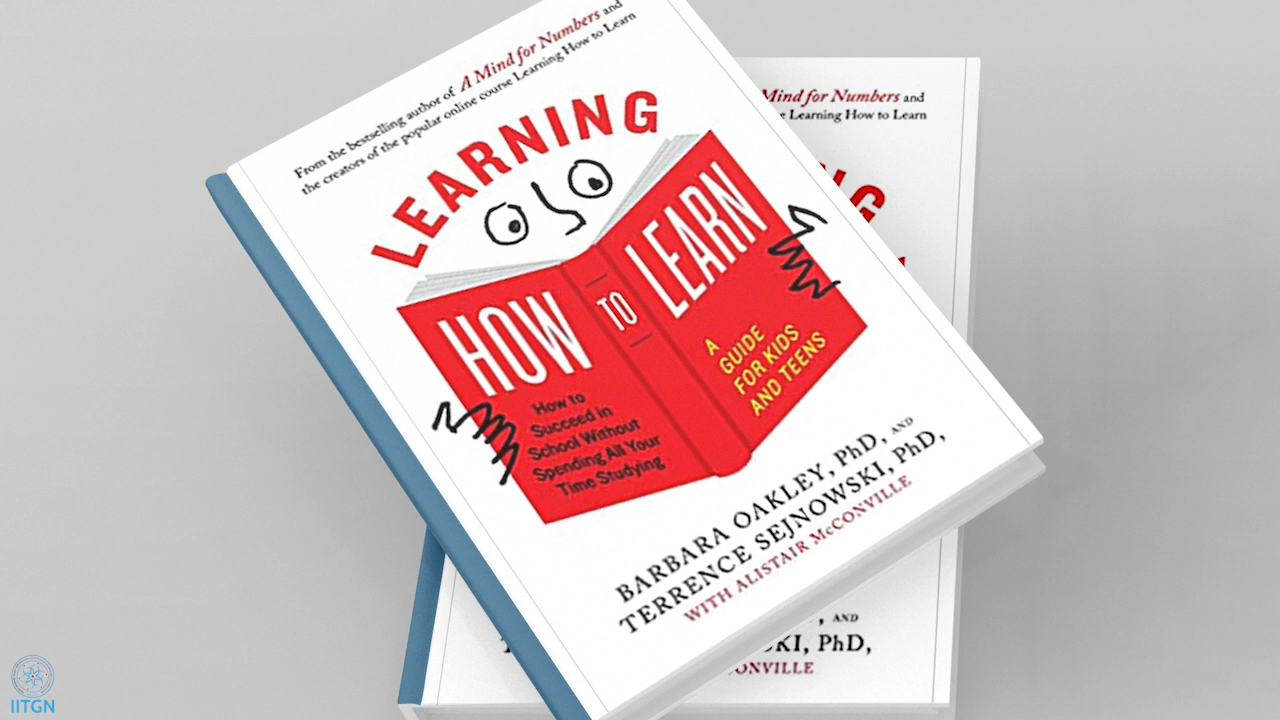 From the bestselling author of A Mind for Numbers and
the creators of the popular online course Learning How to Learn
LEARNING
HOW
TO
LEARN
How to
Succeed in
School Without
Spending All Your
Time Studying
A
GUIDE
FOR KIDS
AND TEENS
BARBARA OAKLEY, PhD, AND
TERRENCE SEJNOWSKI, PhD,
WITH ALISTAIR McCONVILLE
Mind for Numbers and
Learning How to Learn
NG
AND
KI, PhD,
ONVILLE
IITGN